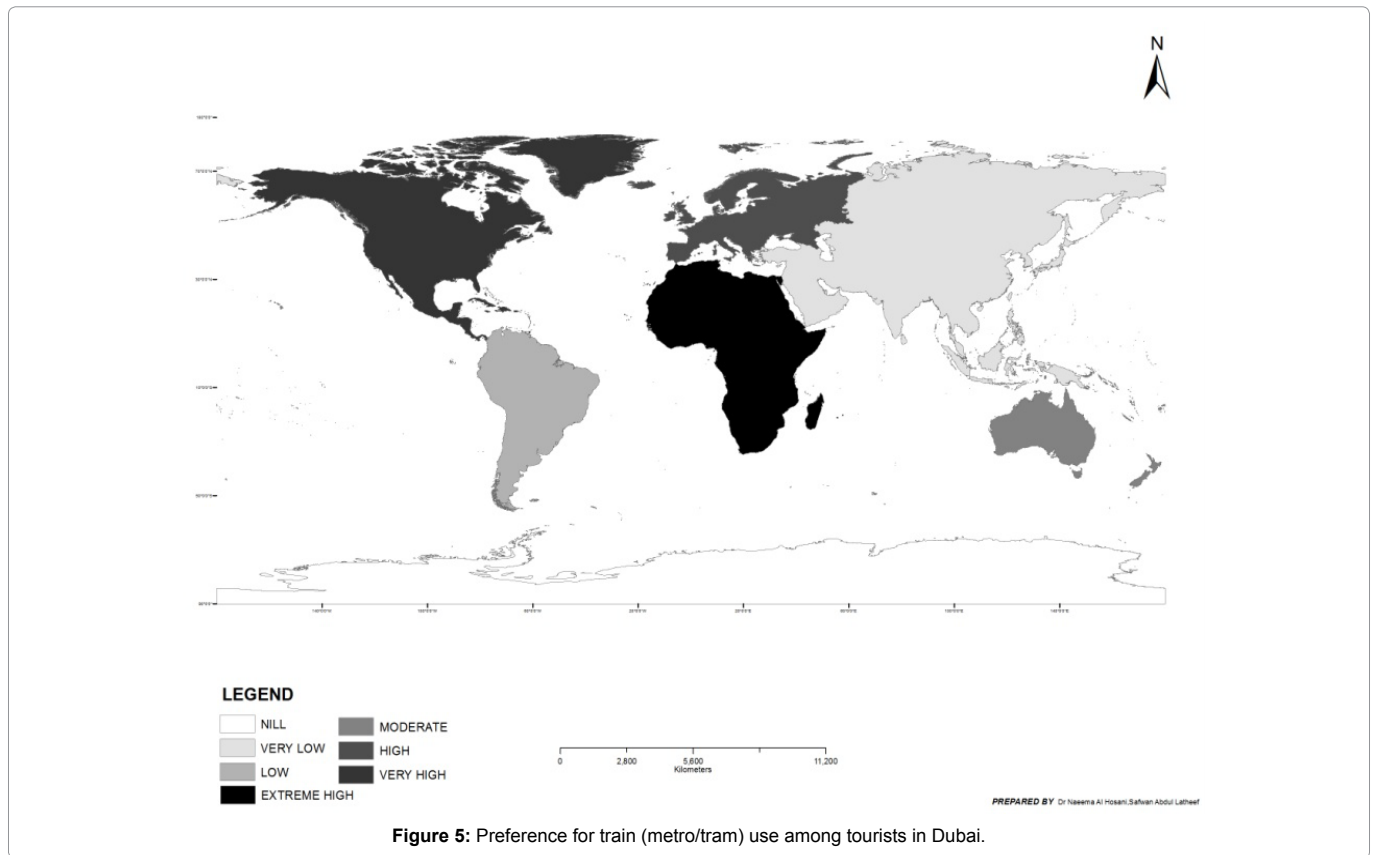 N
LEGEND
NILL
VERY LOW
LOW
EXTREME HIGH
MODERATE
HIGH
VERY HIGH
0 2,800 5,600 11,200
Kilometers
PREPARED BY Dr Naeema Al Hosani,Safwan Abdul Latheef
Figure 5: Preference for train (metro/tram) use among tourists in Dubai.